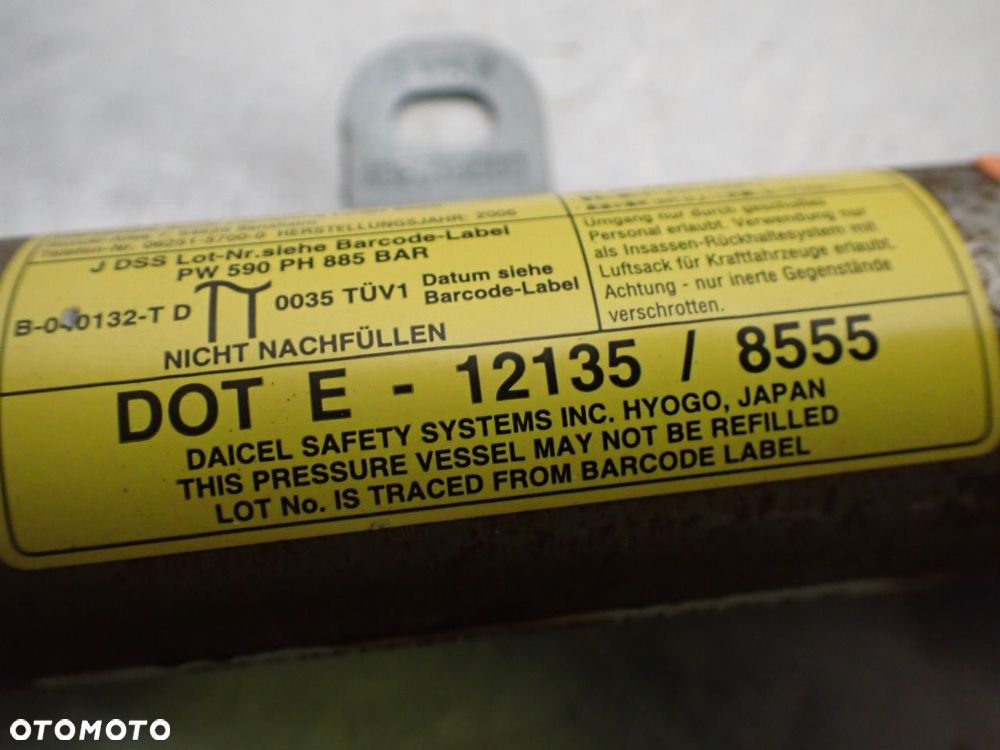 HERSTELLUNGSJAHR: 2006
J DSS Lot-Nr.siehe Barcode-Label
PW 590 PH 885 BAR
B-040132-T D
0035 TÜV1
Datum siehe
Barcode-Label
NICHT NACHFÜLLEN
Umgang nur durch geschultes
Personal erlaubt. Verwendung nur
als Insassen-Rückhaltesystem mit
Luftsack für Kraftfahrzeuge erlaubt.
Achtung - nur inerte Gegenstände
verschrotten.
DOT E - 12135 / 8555
DAICEL SAFETY SYSTEMS INC. HYOGO, JAPAN
THIS PRESSURE VESSEL MAY NOT BE REFILLED
LOT No. IS TRACED FROM BARCODE LABEL
OTOMOTO